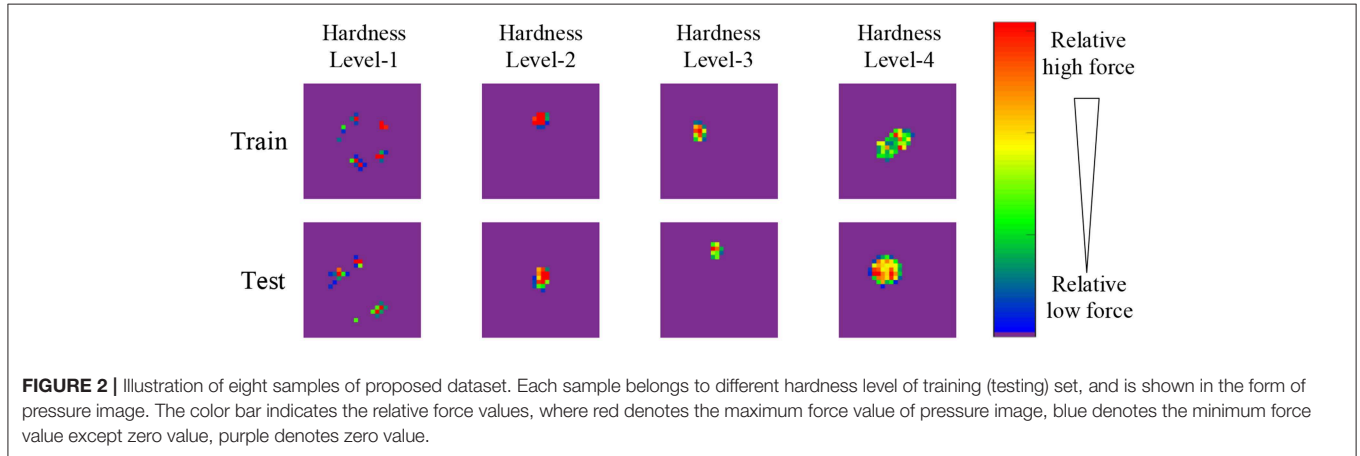 Hardness Level-1
Hardness Level-2
Hardness Level-3
Hardness Level-4
Relative high force
Train
Test
Relative low force
FIGURE 2 | Illustration of eight samples of proposed dataset. Each sample belongs to different hardness level of training (testing) set, and is shown in the form of
pressure image. The color bar indicates the relative force values, where red denotes the maximum force value of pressure image, blue denotes the minimum force
value except zero value, purple denotes zero value.